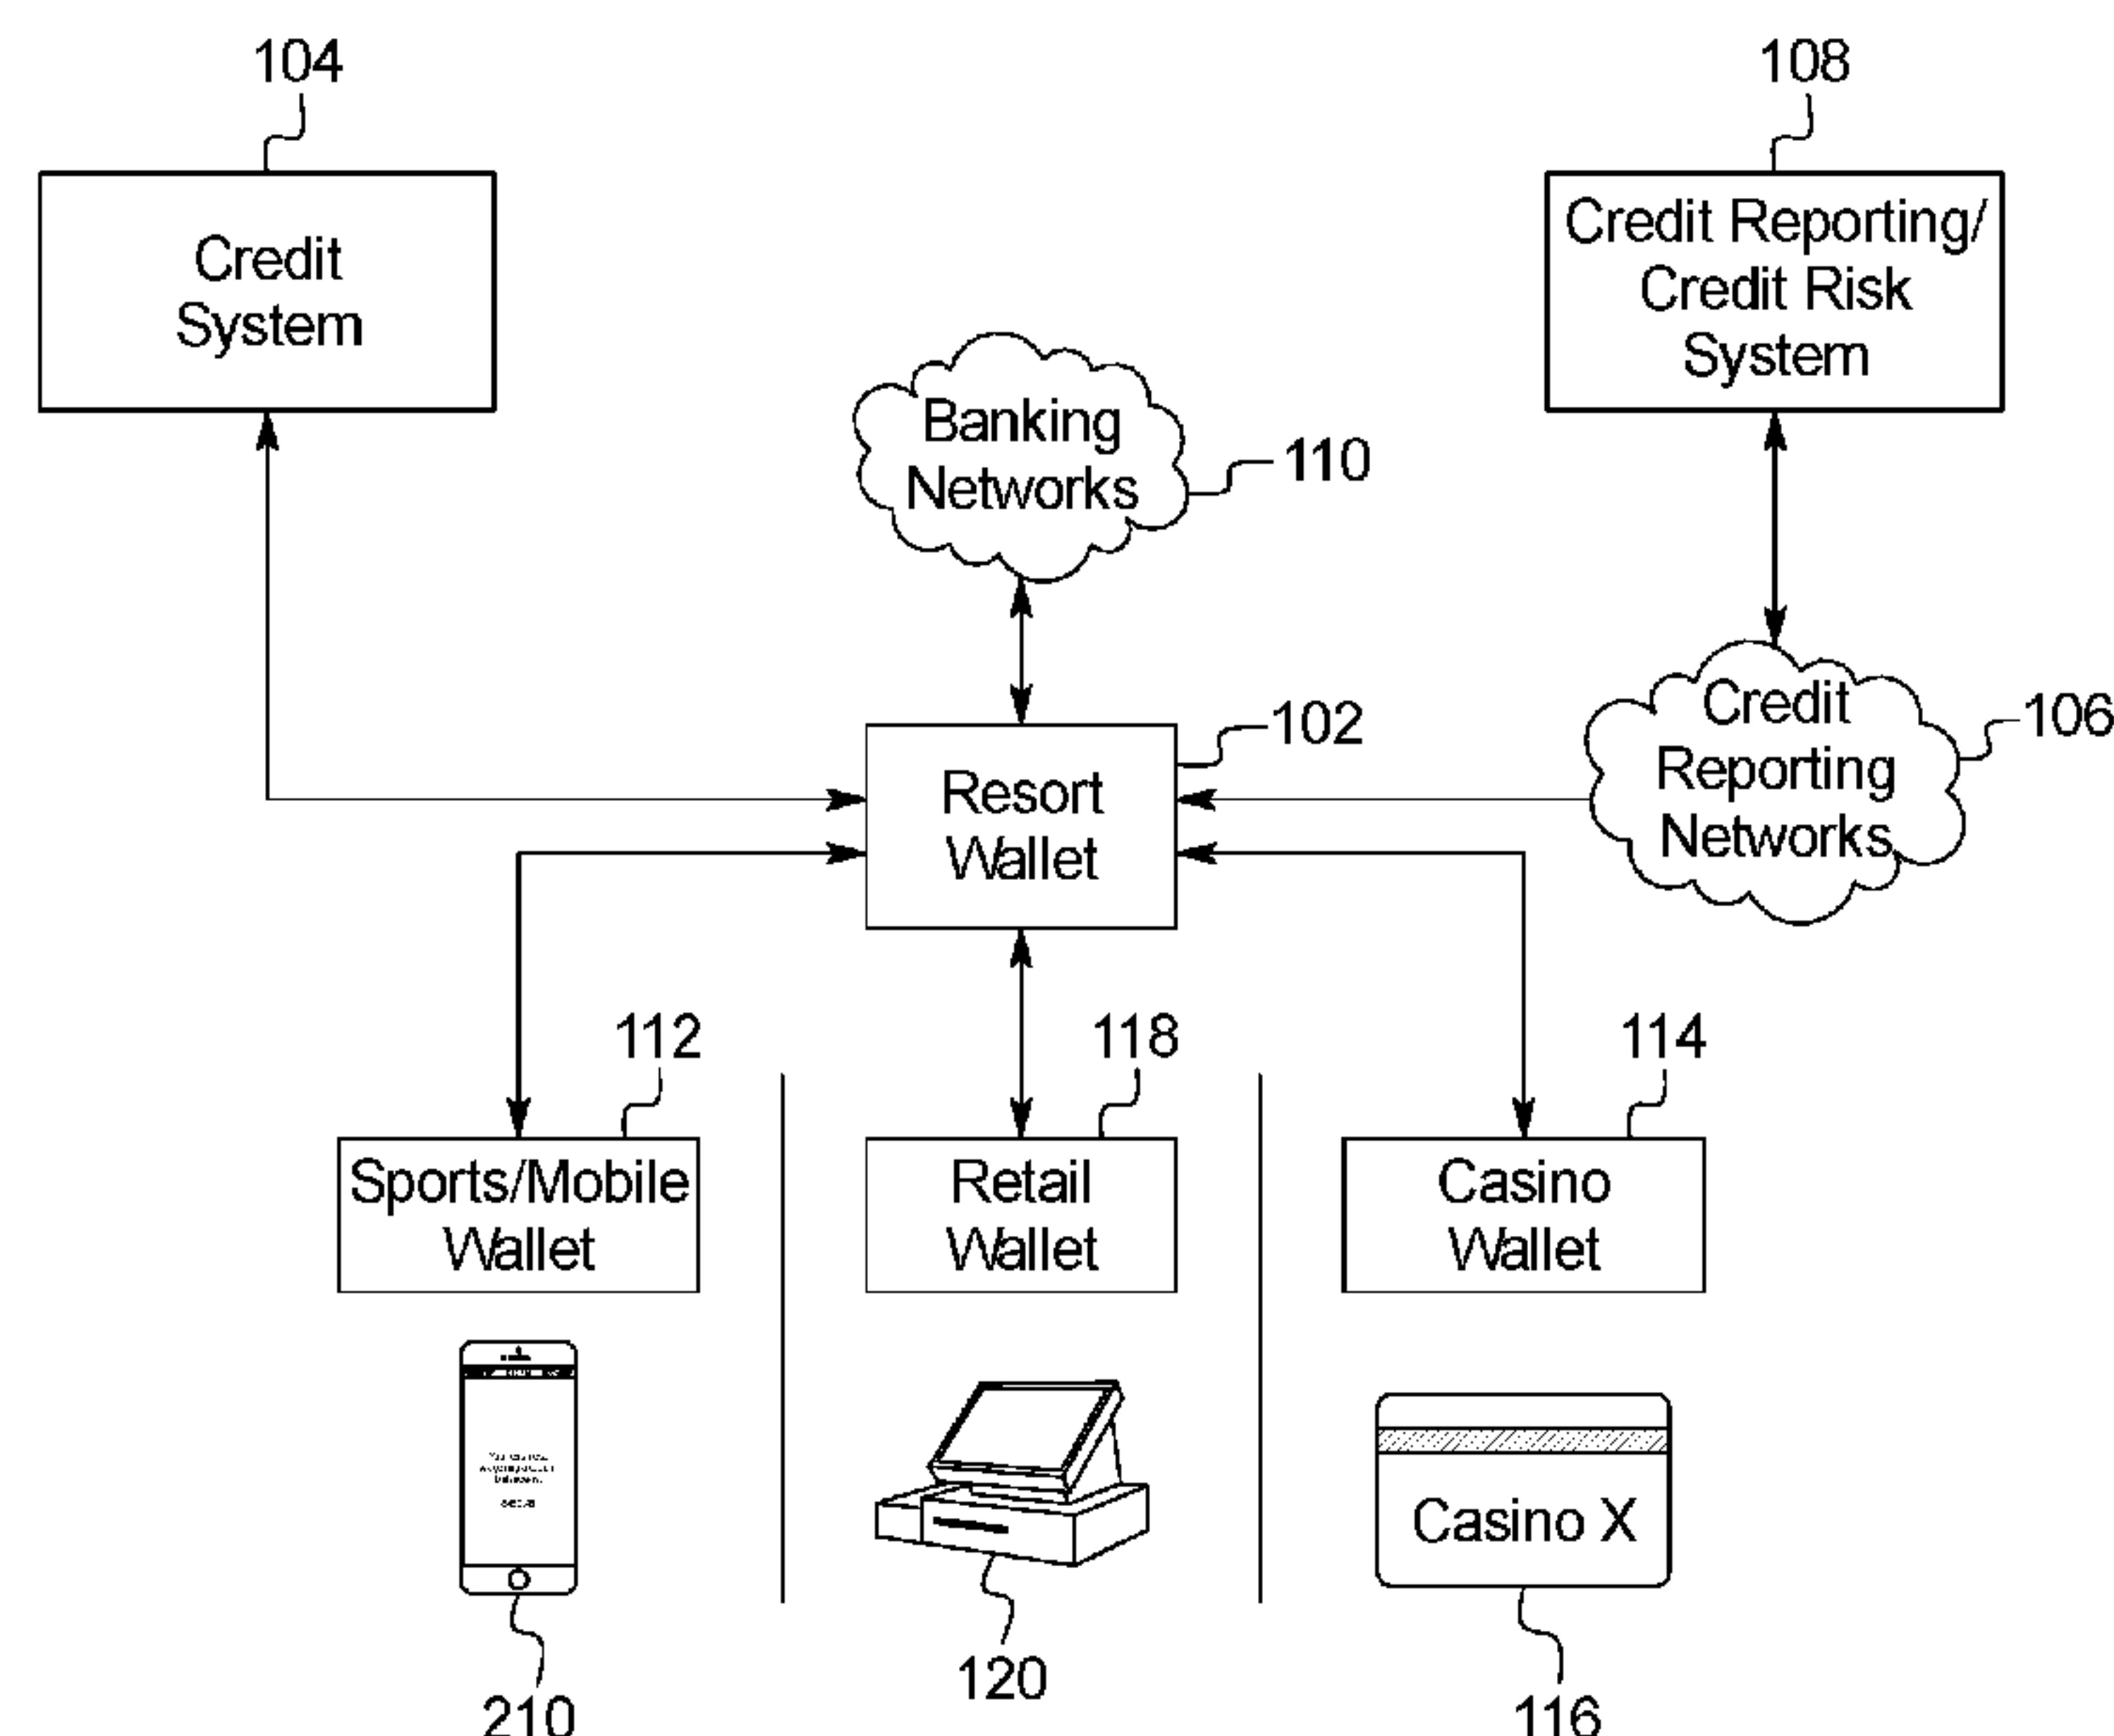 104
108
Credit
System
Credit Reporting/
Credit Risk
System
Banking
Networks
110
102
Resort
Wallet
Credit
Reporting
Networks
106
112
118
114
Sports/Mobile
Wallet
Retail
Wallet
Casino
Wallet
Casino X
210
120
116